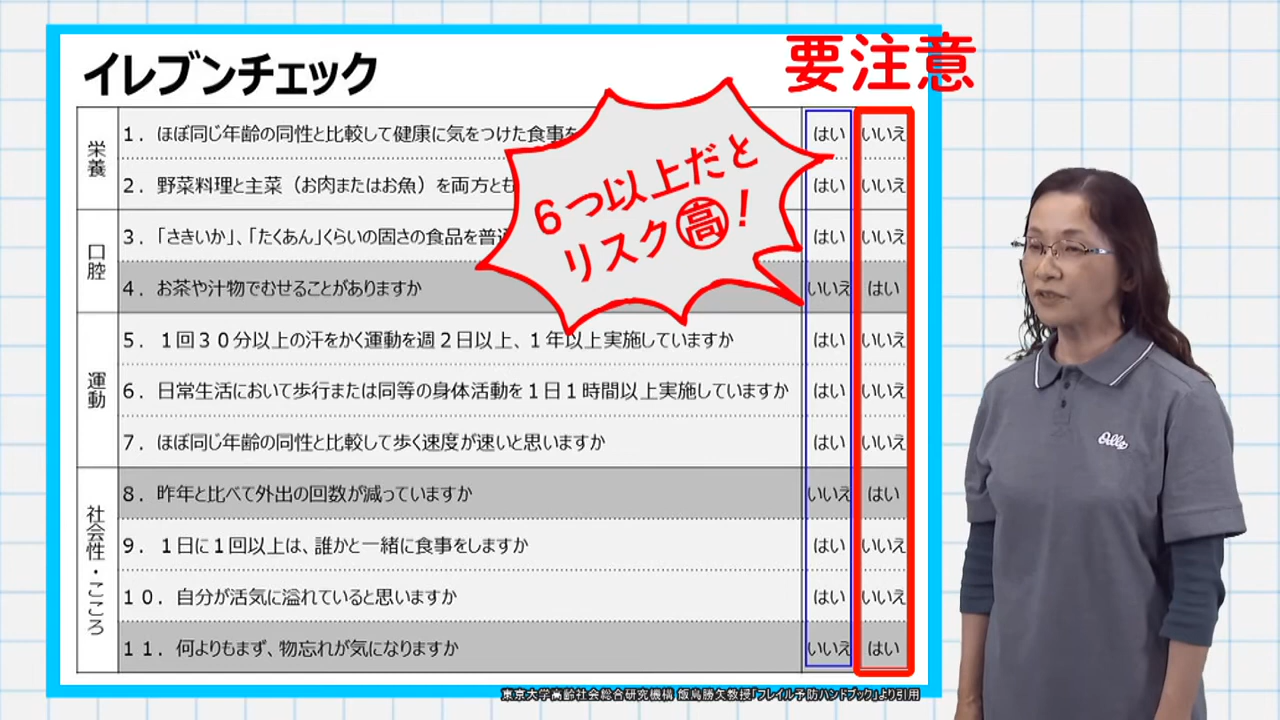 イレブンチェック
要注意
栄養
1．ほぼ同じ年齢の同性と比較して健康に気をつけた食事を
はい
いいえ
2．野菜料理と主菜（お肉またはお魚）を両方とも
はい
いいえ
6つ以上だと
リスク高！
口腔
3．「さきいか」、「たくあん」くらいの固さの食品を普通
はい
いいえ
4．お茶や汁物でむせることがありますか
いいえ
はい
運動
5．１回３０分以上の汗をかく運動を週２日以上、１年以上実施していますか
はい
いいえ
6．日常生活において歩行または同等の身体活動を１日１時間以上実施していますか
はい
いいえ
7．ほぼ同じ年齢の同性と比較して歩く速度が速いと思いますか
はい
いいえ
社会性・こころ
8．昨年と比べて外出の回数が減っていますか
いいえ
はい
9．１日に１回以上は、誰かと一緒に食事をしますか
はい
いいえ
１０．自分が活気に溢れていると思いますか
はい
いいえ
１１．何よりもまず、物忘れが気になりますか
いいえ
はい
東京大学高齢社会総合研究機構 飯島勝矢教授「フレイル予防ハンドブック」より引用